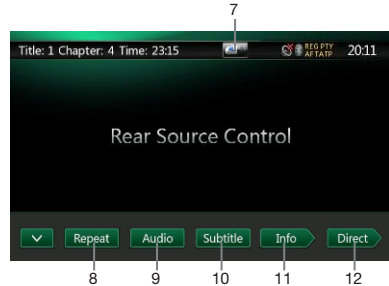 7
Title: 1 Chapter: 4 Time: 23:15 REG PTY AF TA TP 20:11
Rear Source Control
Repeat Audio Subtitle Info Direct
8 9 10 11 12